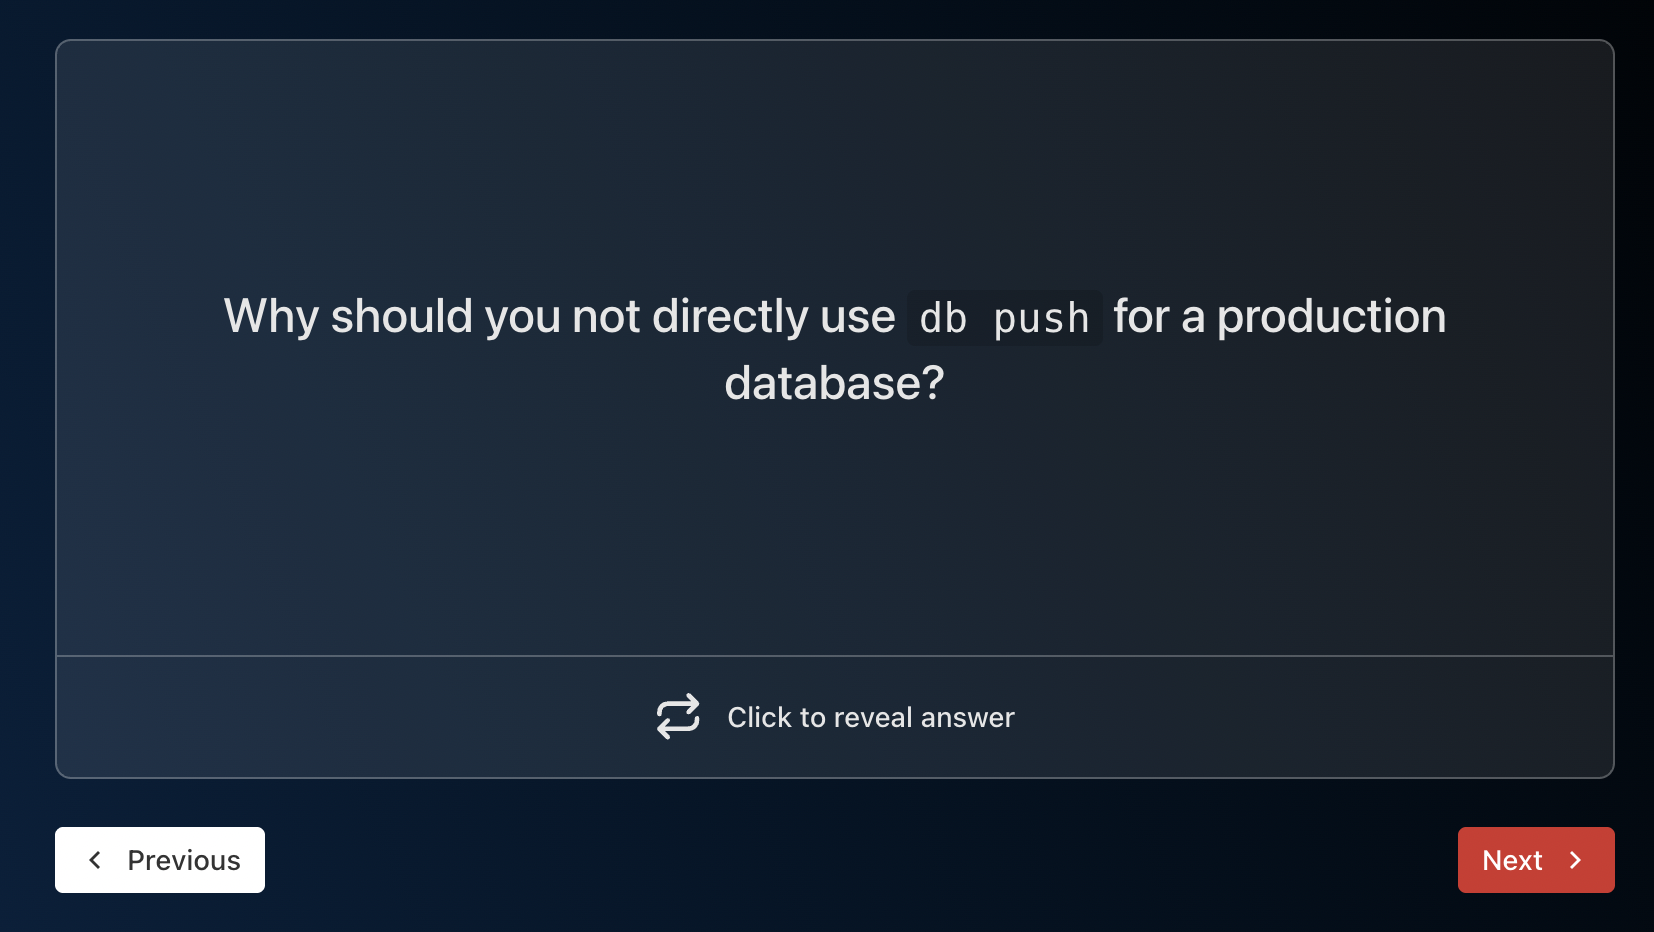 Why should you not directly use db push for a production
database?
Click to reveal answer
Previous
Next